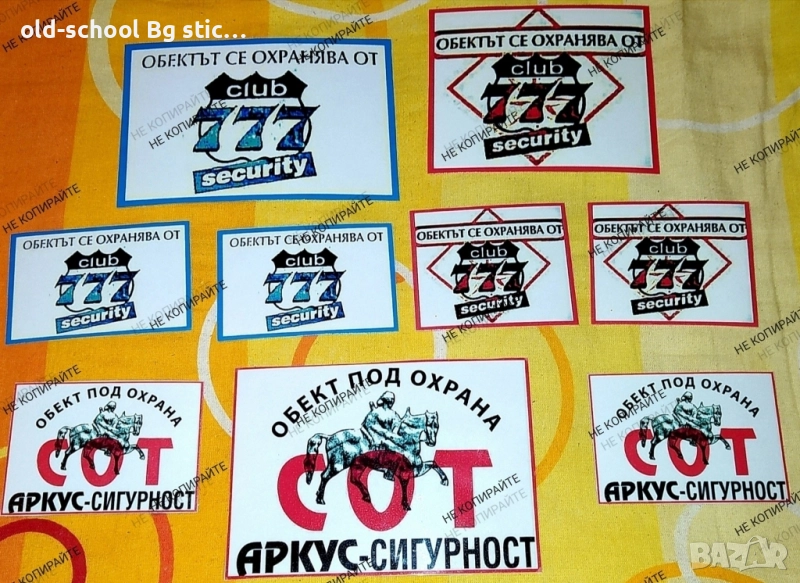 old-school Bg stic...
ОБЕКТЪТ СЕ ОХРАНЯВА ОТ
club
777
security
ОБЕКТЪТ СЕ ОХРАНЯВА ОТ
club
777
security
ОБЕКТЪТ СЕ ОХРАНЯВА ОТ
club
777
security
ОБЕКТЪТ СЕ ОХРАНЯВА ОТ
club
777
security
ОБЕКТЪТ СЕ ОХРАНЯВА ОТ
club
777
security
ОБЕКТЪТ СЕ ОХРАНЯВА ОТ
club
777
security
ОБЕКТ ПОД ОХРАНА
СОТ
АРКУС-СИГУРНОСТ
ОБЕКТ ПОД ОХРАНА
СОТ
АРКУС-СИГУРНОСТ
ОБЕКТ ПОД ОХРАНА
СОТ
АРКУС-СИГУРНОСТ
НЕ КОПИРАЙТЕ
BAZAR